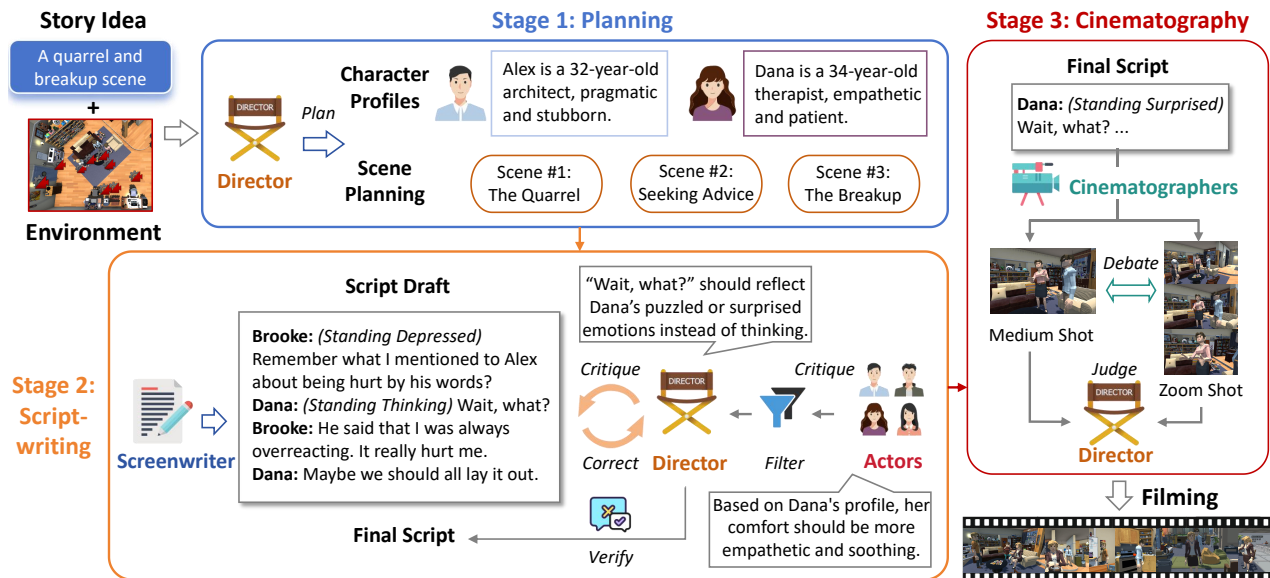 Story Idea
A quarrel and
breakup scene
+
Environment
Stage 1: Planning
DIRECTOR
Director
Plan
Character
Profiles
Alex is a 32-year-old
architect, pragmatic
and stubborn.
Dana is a 34-year-old
therapist, empathetic
and patient.
Scene
Planning
Scene #1:
The Quarrel
Scene #2:
Seeking Advice
Scene #3:
The Breakup
Stage 2:
Script-
writing
Screenwriter
Script Draft
Brooke: (Standing Depressed)
Remember what I mentioned to Alex
about being hurt by his words?
Dana: (Standing Thinking) Wait, what?
Brooke: He said that I was always
overreacting. It really hurt me.
Dana: Maybe we should all lay it out.
“Wait, what?” should reflect
Dana’s puzzled or surprised
emotions instead of thinking.
Critique
Correct
DIRECTOR
Director
Filter
Critique
Actors
Based on Dana's profile, her
comfort should be more
empathetic and soothing.
Verify
Final Script
Stage 3: Cinematography
Final Script
Dana: (Standing Surprised)
Wait, what? ...
Cinematographers
Debate
Medium Shot
Zoom Shot
Judge
DIRECTOR
Director
Filming